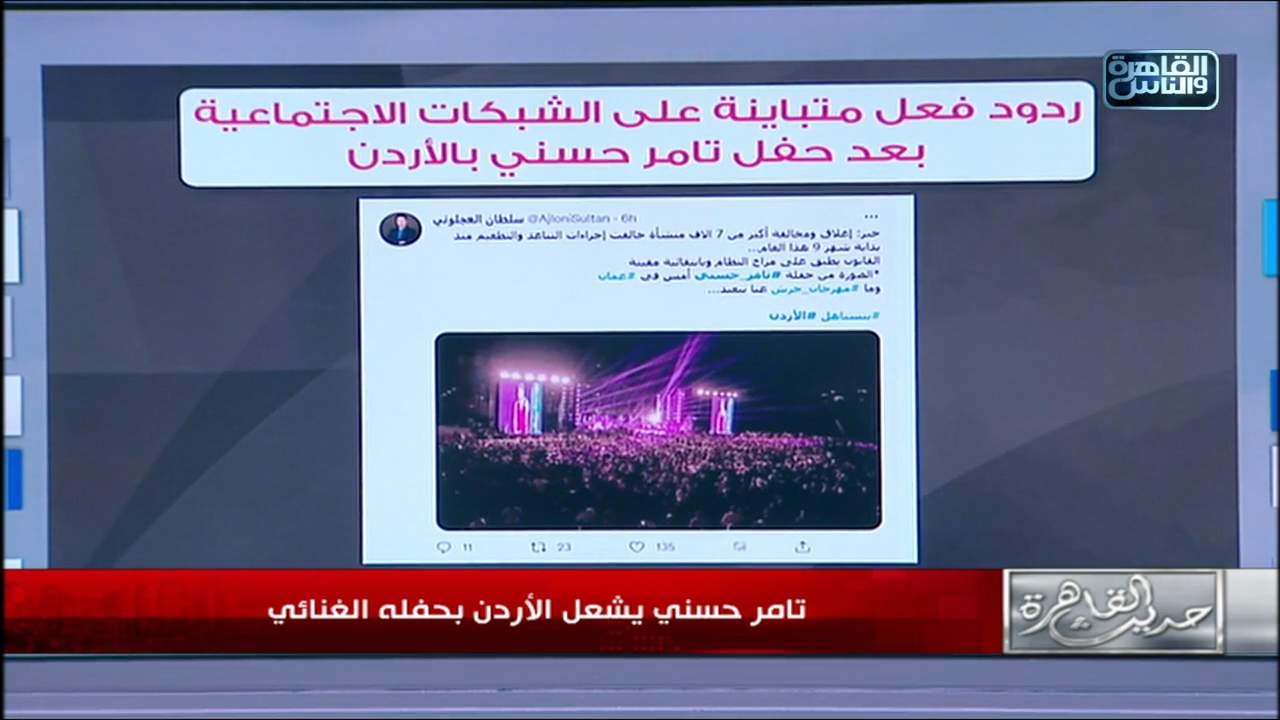 القاهرة
والناس
ردود فعل متباينة على الشبكات الاجتماعية
بعد حفل تامر حسني بالأردن
سلطان العجلوني @AjloniSultan · 6h
خبر: إغلاق ومخالفة أكثر من 7 الاف منشأة خالفت إجراءات التباعد والتطعيم منذ
بداية شهر 9 هذا العام...
القانون يطبق على مزاج النظام وبانتقائية مقيتة
*الصورة من حفلة #تامر_حسني أمس في #عمان
وما #مهرجان_جرش عنا ببعيد...
#بتستاهل #الأردن
11 23 135
تامر حسني يشعل الأردن بحفله الغنائي
حديث القاهرة